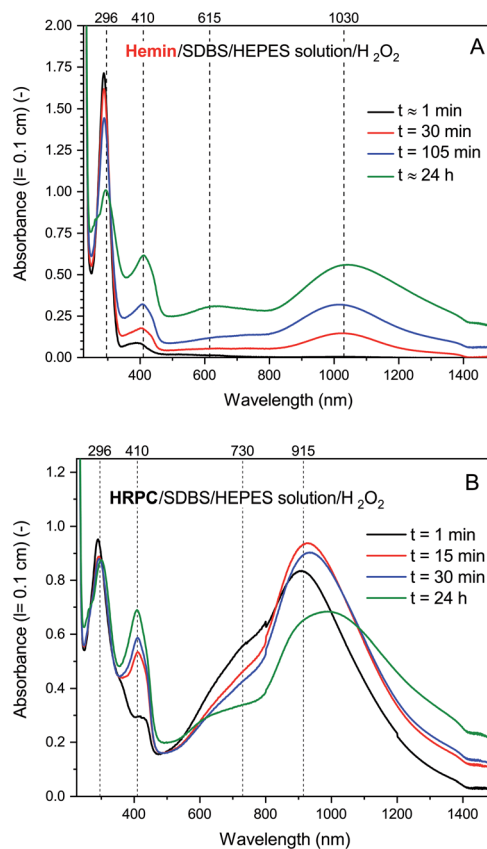 296 410 615 1030
A
Hemin/SDBS/HEPES solution/H2O2
t ≈ 1 min
t = 30 min
t = 105 min
t ≈ 24 h
Absorbance (l= 0.1 cm) (-)
2.00
1.75
1.50
1.25
1.00
0.75
0.50
0.25
0.00
400 600 800 1000 1200 1400
Wavelength (nm)
296 410 730 915
B
HRPC/SDBS/HEPES solution/H2O2
t = 1 min
t = 15 min
t = 30 min
t = 24 h
Absorbance (l= 0.1 cm) (-)
1.2
1.0
0.8
0.6
0.4
0.2
0.0
400 600 800 1000 1200 1400
Wavelength (nm)